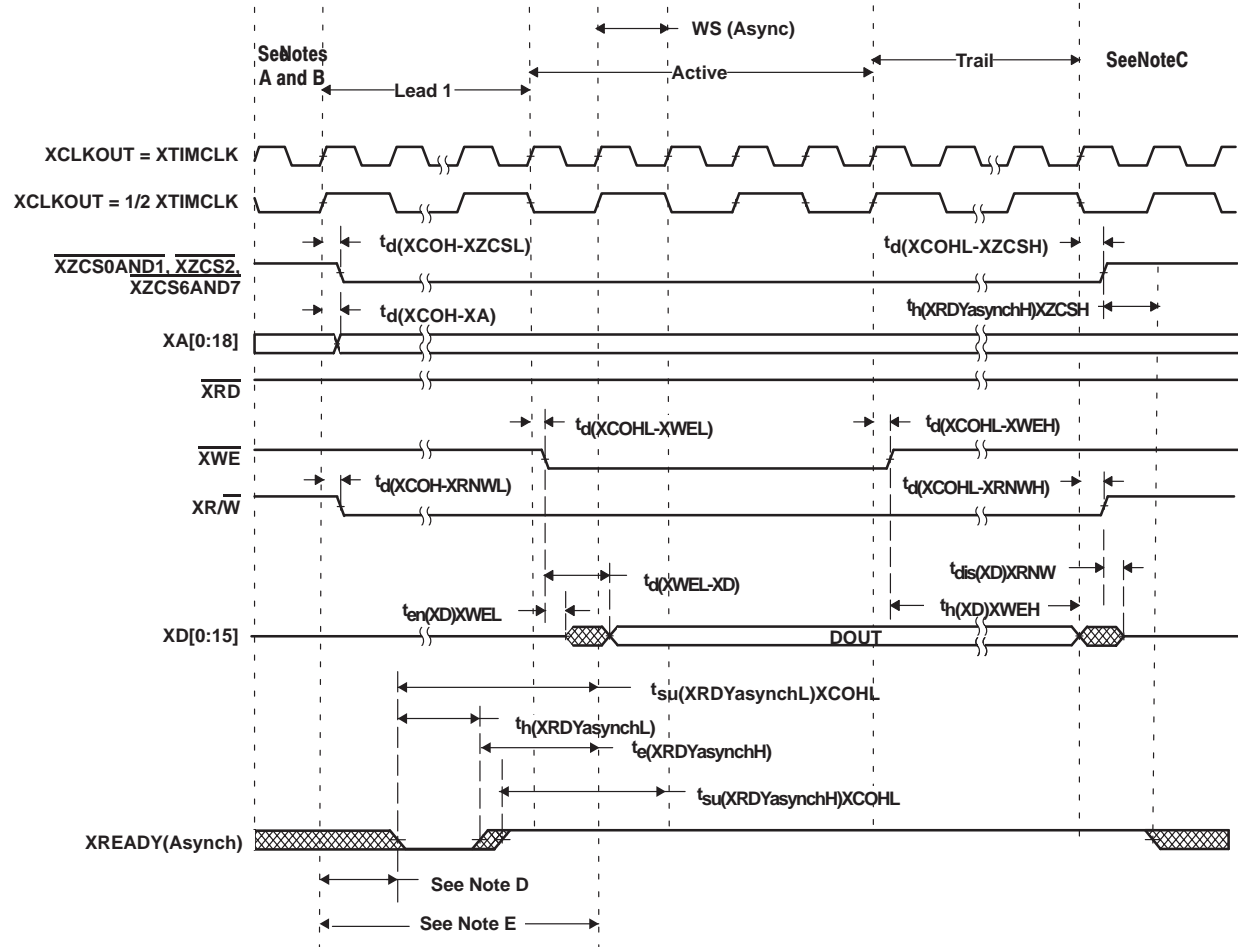 WS (Async)
SeeNotes
A and B
Trail
SeeNoteC
Active
Lead 1
XCLKOUT = XTIMCLK
XCLKOUT = 1/2 XTIMCLK
td(XCOH-XZCSL)
td(XCOHL-XZCSH)
XZCS0AND1, XZCS2,
XZCS6AND7
th(XRDYasynchH)XZCSH
td(XCOH-XA)
XA[0:18]
XRD
td(XCOHL-XWEL)
td(XCOHL-XWEH)
XWE
td(XCOH-XRNWL)
td(XCOHL-XRNWH)
XR/W
tdis(XD)XRNW
td(XWEL-XD)
ten(XD)XWEL
th(XD)XWEH
XD[0:15]
DOUT
tsu(XRDYasynchL)XCOHL
th(XRDYasynchL)
te(XRDYasynchH)
tsu(XRDYasynchH)XCOHL
XREADY(Asynch)
See Note D
See Note E